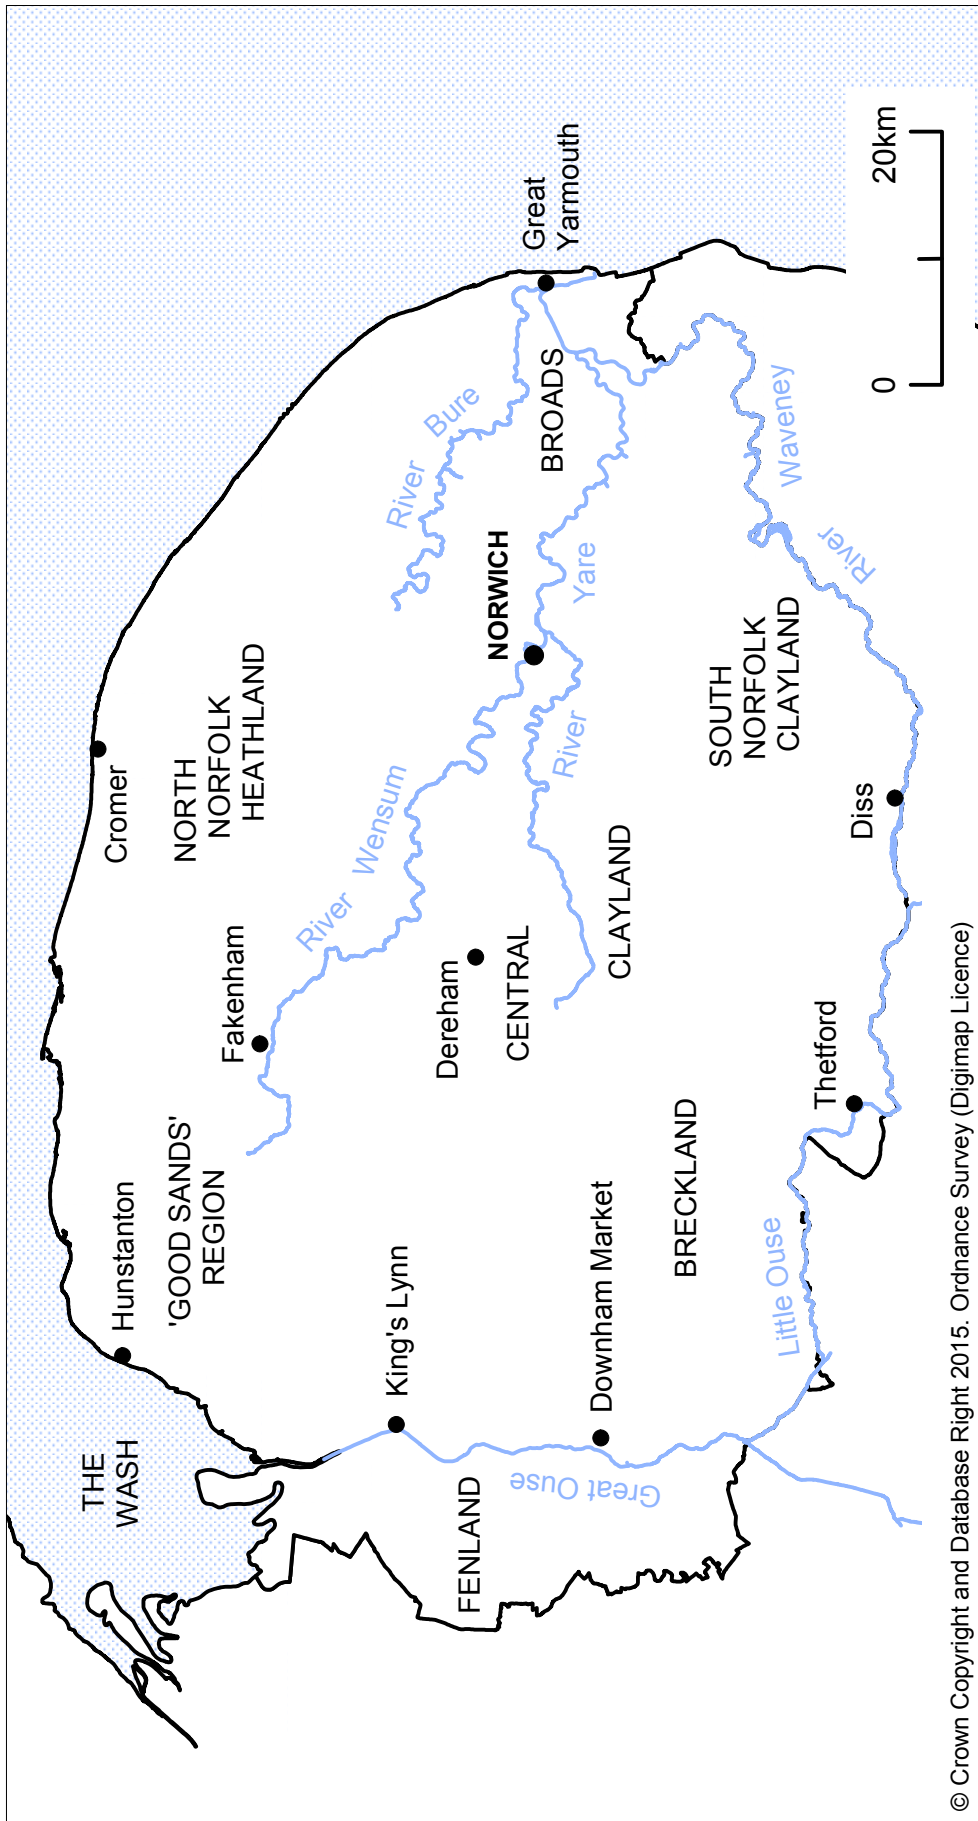 THE
WASH
Hunstanton
'GOOD SANDS'
REGION
Fakenham
Cromer
NORTH
NORFOLK
HEATHLAND
River Wensum
King's Lynn
FENLAND
Great Ouse
Downham Market
Dereham
CENTRAL
CLAYLAND
River Yare
NORWICH
River Bure
BROADS
Great
Yarmouth
BRECKLAND
Little Ouse
Thetford
SOUTH
NORFOLK
CLAYLAND
Diss
River Waveney
0 20km
© Crown Copyright and Database Right 2015. Ordnance Survey (Digimap Licence)